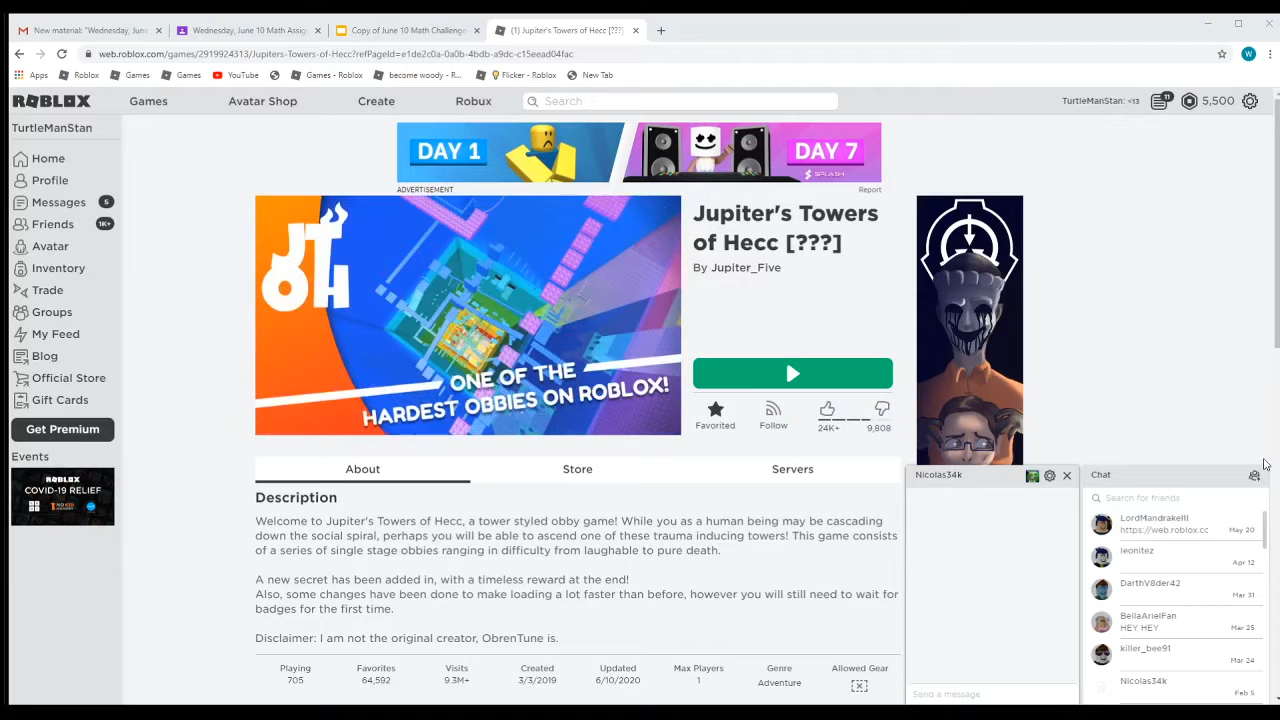 New material: "Wednesday, June
Wednesday, June 10 Math Assig
Copy of June 10 Math Challenge
(1) Jupiter's Towers of Hecc [???]
web.roblox.com/games/2919924313/Jupiters-Towers-of-Hecc?refPageId=e1de2c0a-0a0b-4bdb-a9dc-c15eead04fac
W
Apps
Roblox
Games
Games
YouTube
Games - Roblox
become woody - R...
Flicker - Roblox
New Tab
ROBLOX
Games
Avatar Shop
Create
Robux
Search
TurtleManStan: <13
11
5,500
TurtleManStan
Home
Profile
Messages 5
Friends 1K+
Avatar
Inventory
Trade
Groups
My Feed
Blog
Official Store
Gift Cards
Get Premium
Events
ROBLOX
COVID-19 RELIEF
DAY 1
DAY 7
SPLASH
ADVERTISEMENT
Report
JToH
ONE OF THE
HARDEST OBBIES ON ROBLOX!
Jupiter's Towers
of Hecc [???]
By Jupiter_Five
Favorited
Follow
24K+
9,808
About
Store
Servers
Description
Welcome to Jupiter's Towers of Hecc, a tower styled obby game! While you as a human being may be cascading
down the social spiral, perhaps you will be able to ascend one of these trauma inducing towers! This game consists
of a series of single stage obbies ranging in difficulty from laughable to pure death.
A new secret has been added in, with a timeless reward at the end!
Also, some changes have been done to make loading a lot faster than before, however you will still need to wait for
badges for the first time.
Disclaimer: I am not the original creator, ObrenTune is.
Playing Favorites Visits Created Updated Max Players Genre Allowed Gear
705 64,592 9.3M+ 3/3/2019 6/10/2020 1 Adventure
Nicolas34k
Send a message
Chat
Search for friends
LordMandrakeIII
https://web.roblox.cc May 20
leonitez
Apr 12
DarthV8der42
Mar 31
BellaArielFan
HEY HEY Mar 25
killer_bee91
Mar 24
Nicolas34k
Feb 5